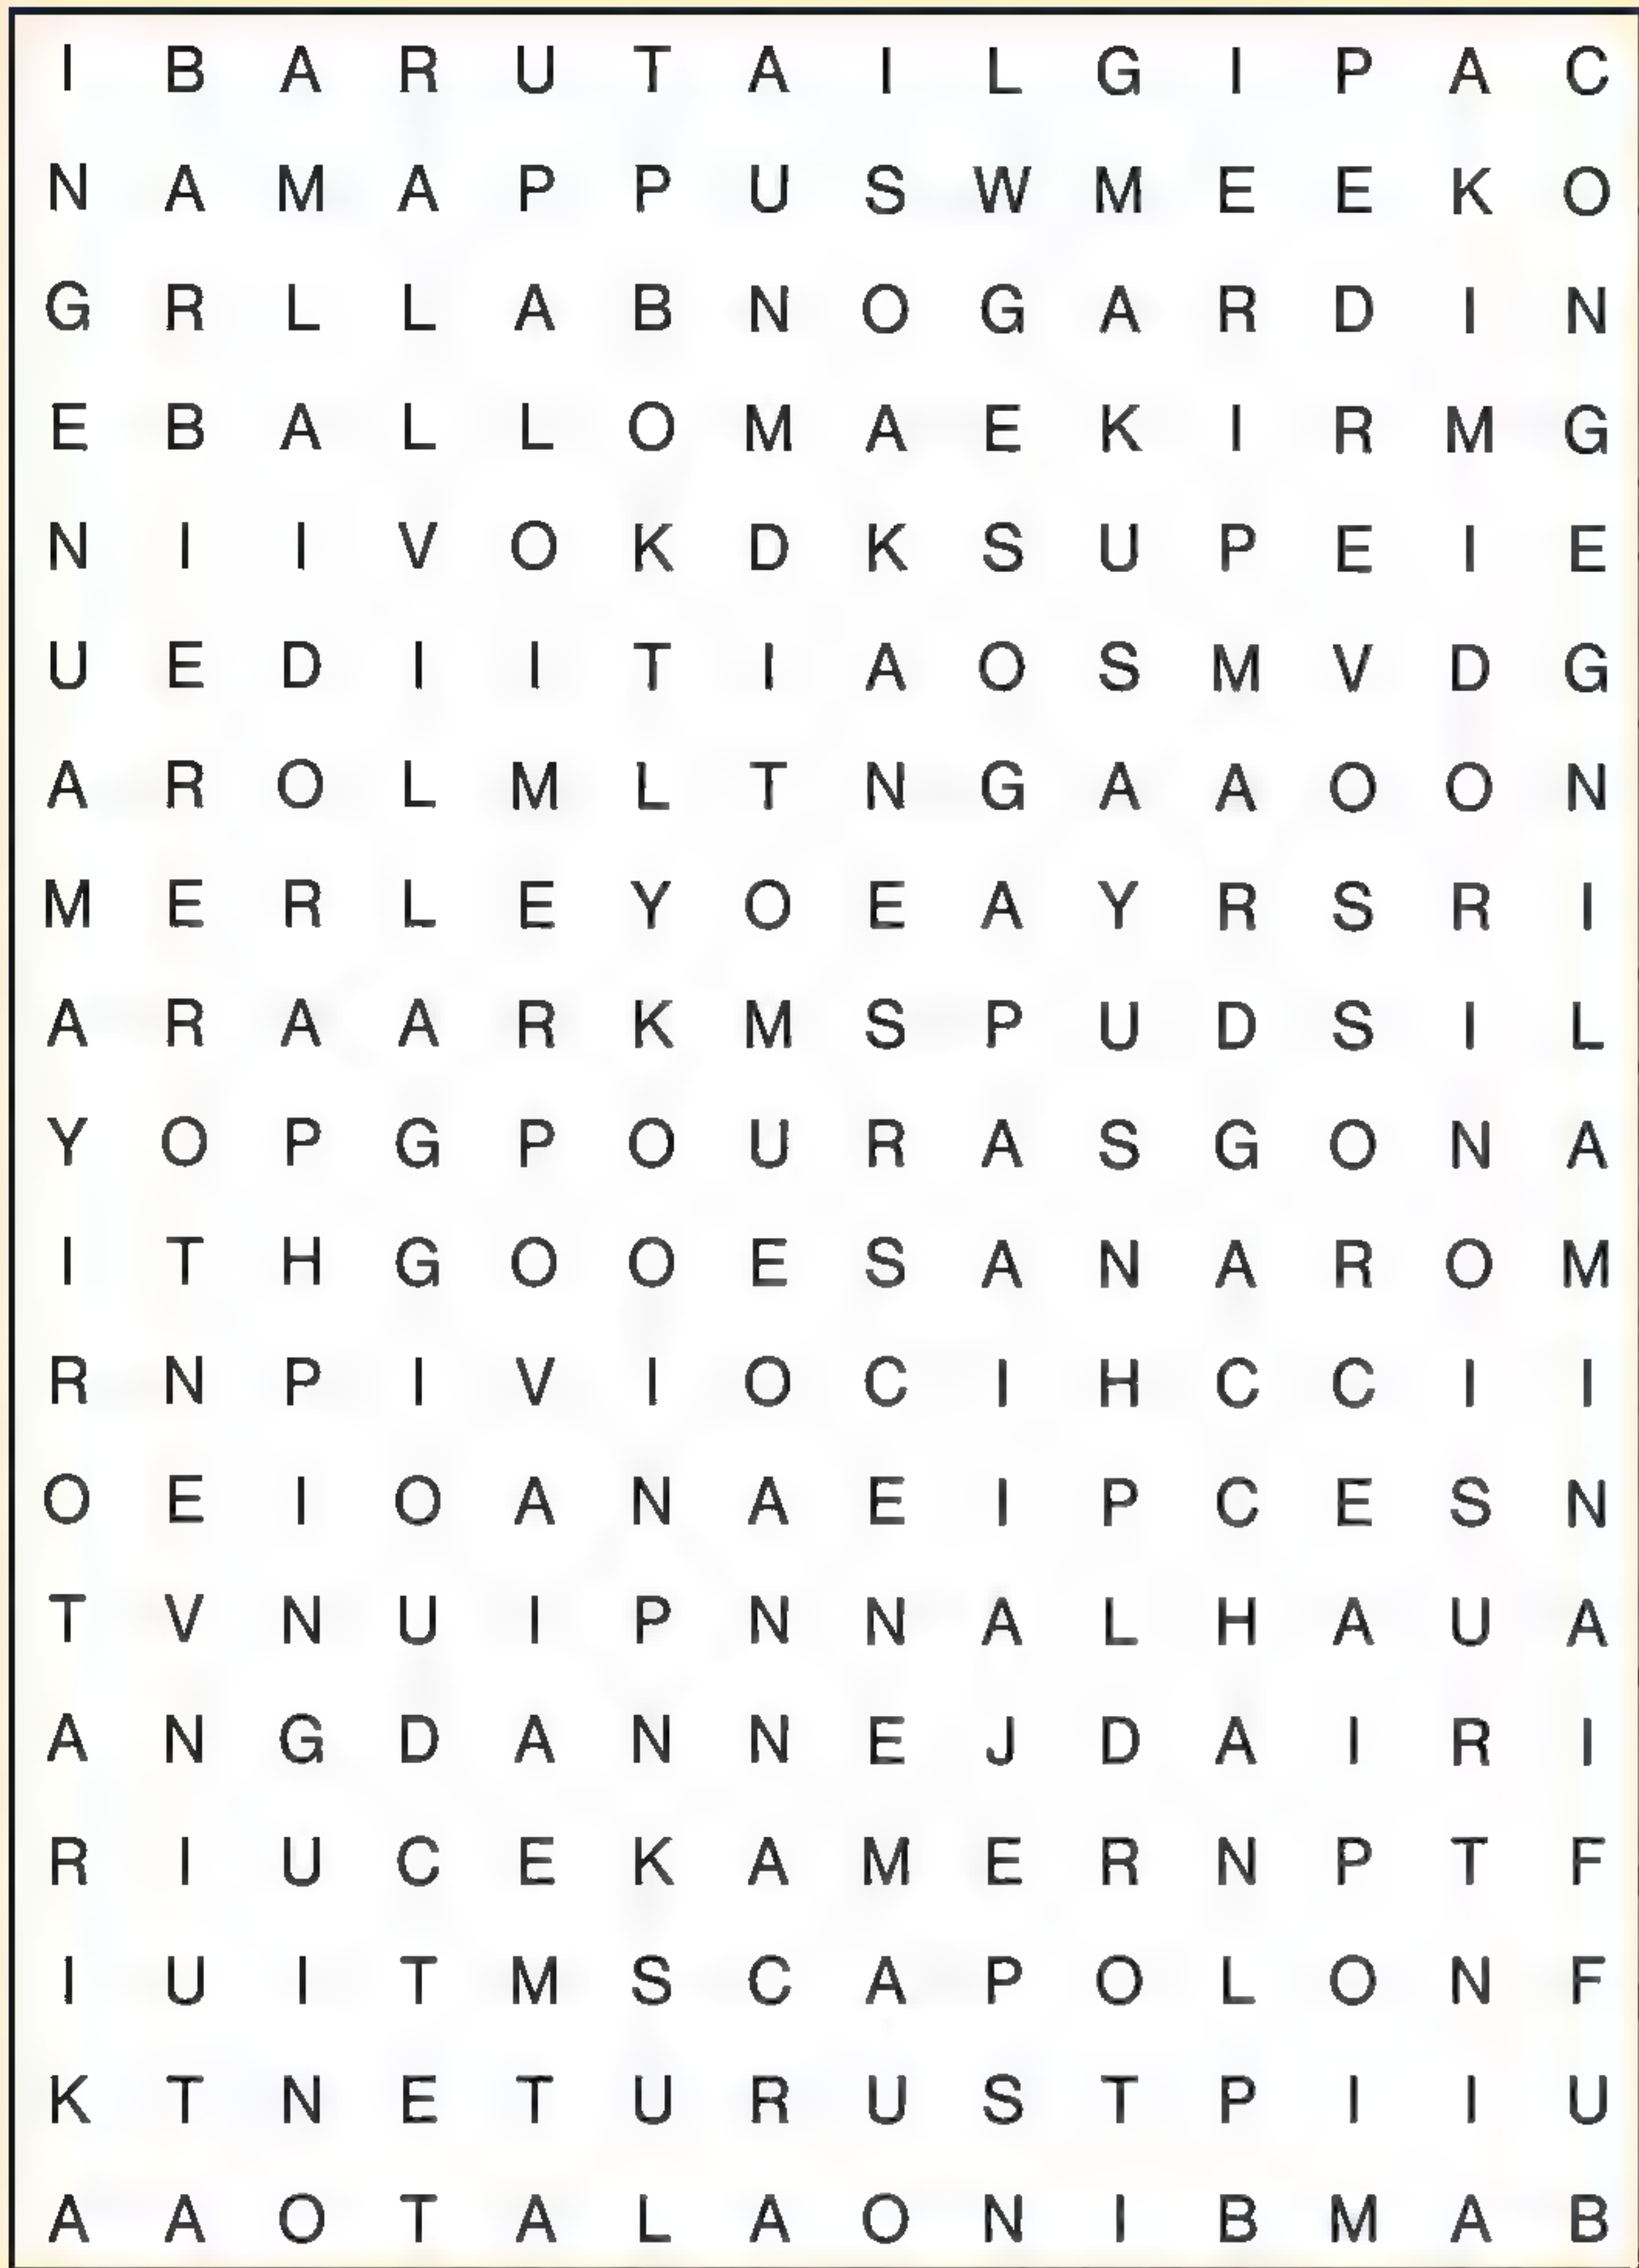 I B A R U T A I L G I P A C
N A M A P P U S W M E E K O
G R L L A B N O G A R D I N
E B A L L O M A E K I R M G
N I I V O K D K S U P E I E
U E D I I T I A O S M V D G
A R O L M L T N G A A O O N
M E R L E Y O E A Y R S R I
A R A A R K M S P U D S I L
Y O P G P O U R A S G O N A
I T H G O O E S A N A R O M
R N P I V I O C I H C C I I
O E I O A N A E I P C E S N
T V N U I P N N A L H A U A
A N G D A N N E J D A I R I
R I U C E K A M E R N P T F
I U I T M S C A P O L O N F
K T N E T U R U S T P I I U
A A O T A L A O N I B M A B